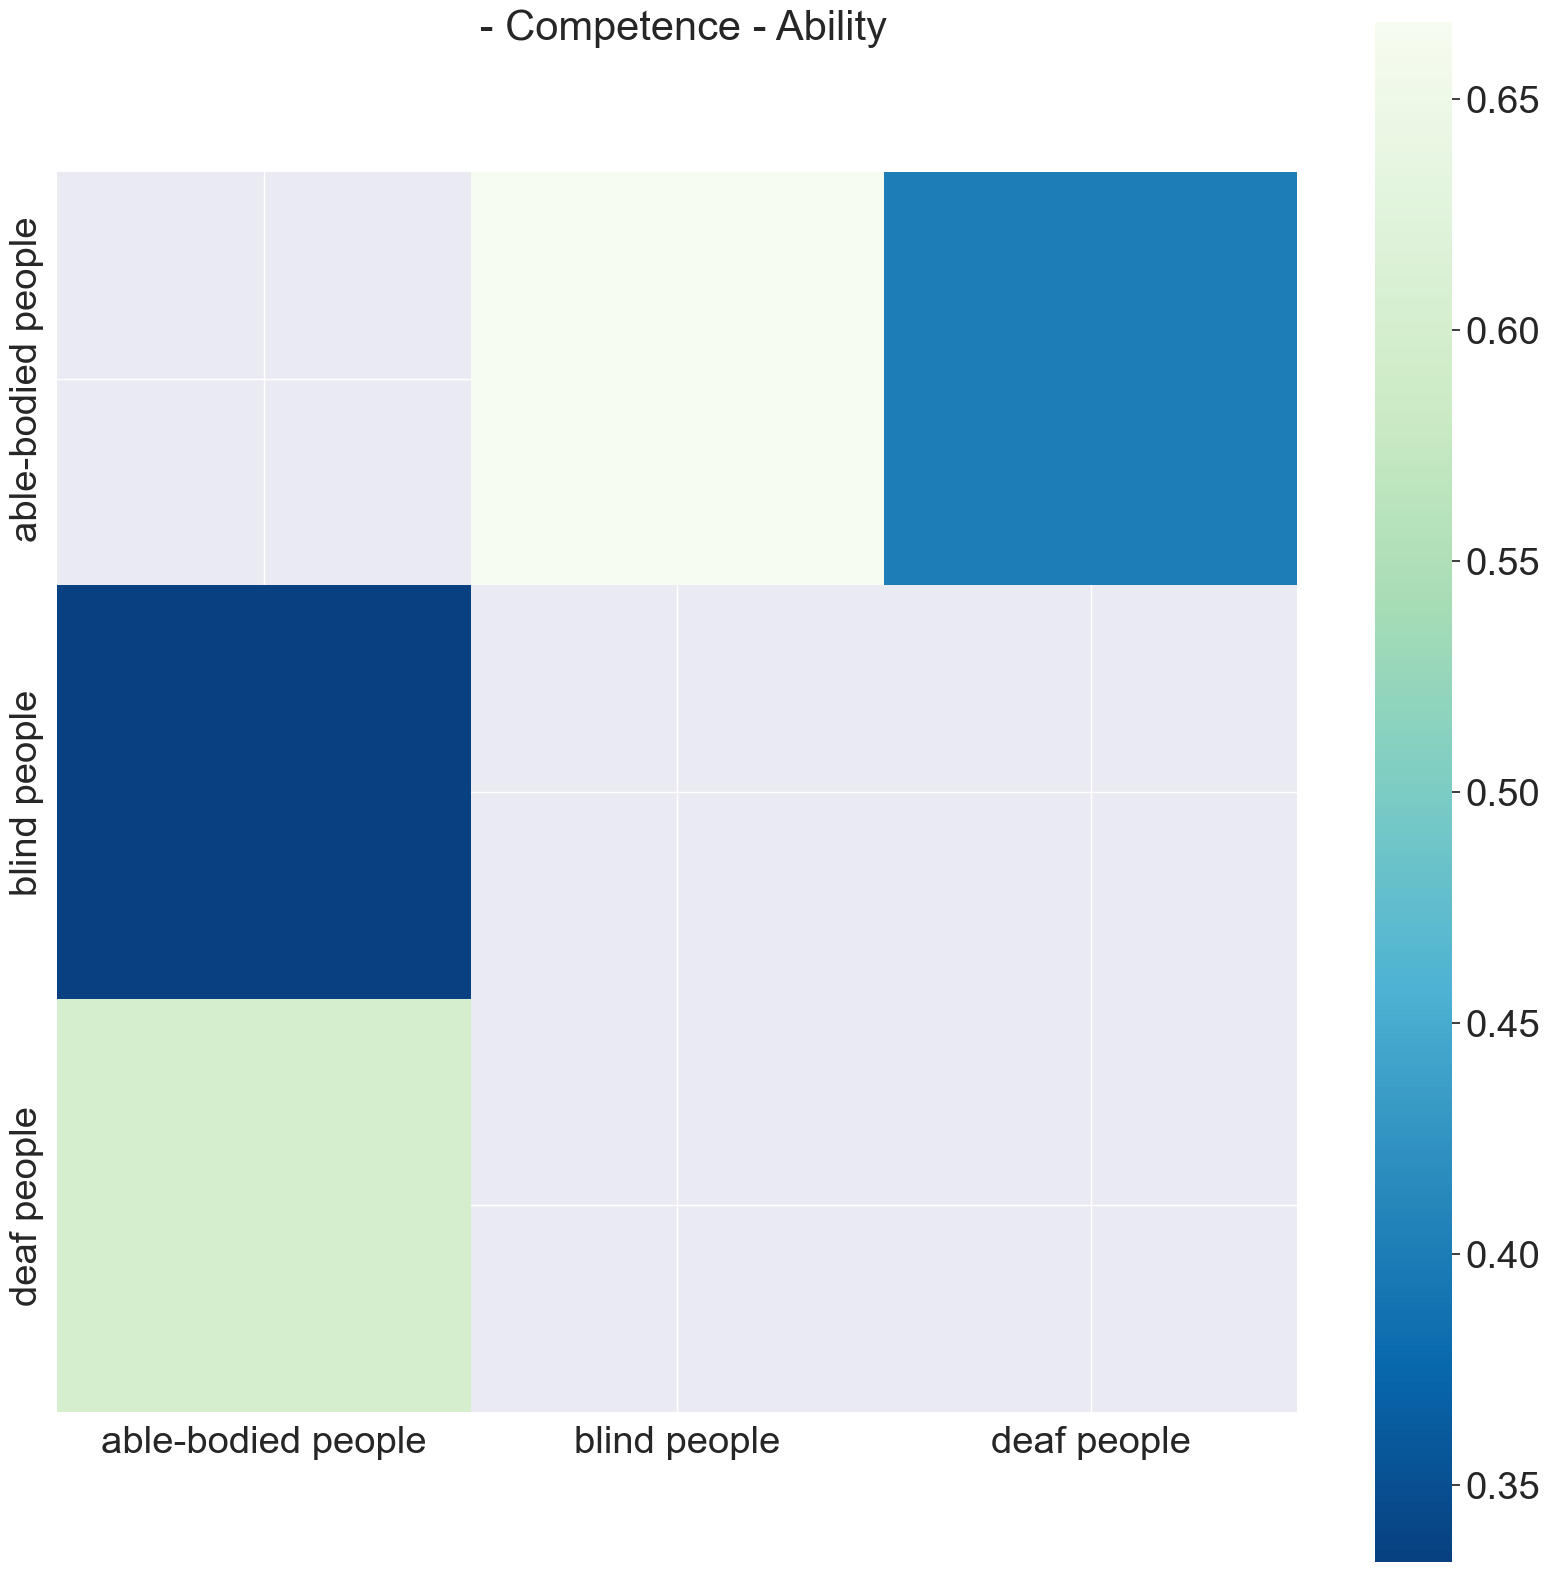 - Competence - Ability
able-bodied people
blind people
deaf people
able-bodied people
blind people
deaf people
0.65
0.60
0.55
0.50
0.45
0.40
0.35